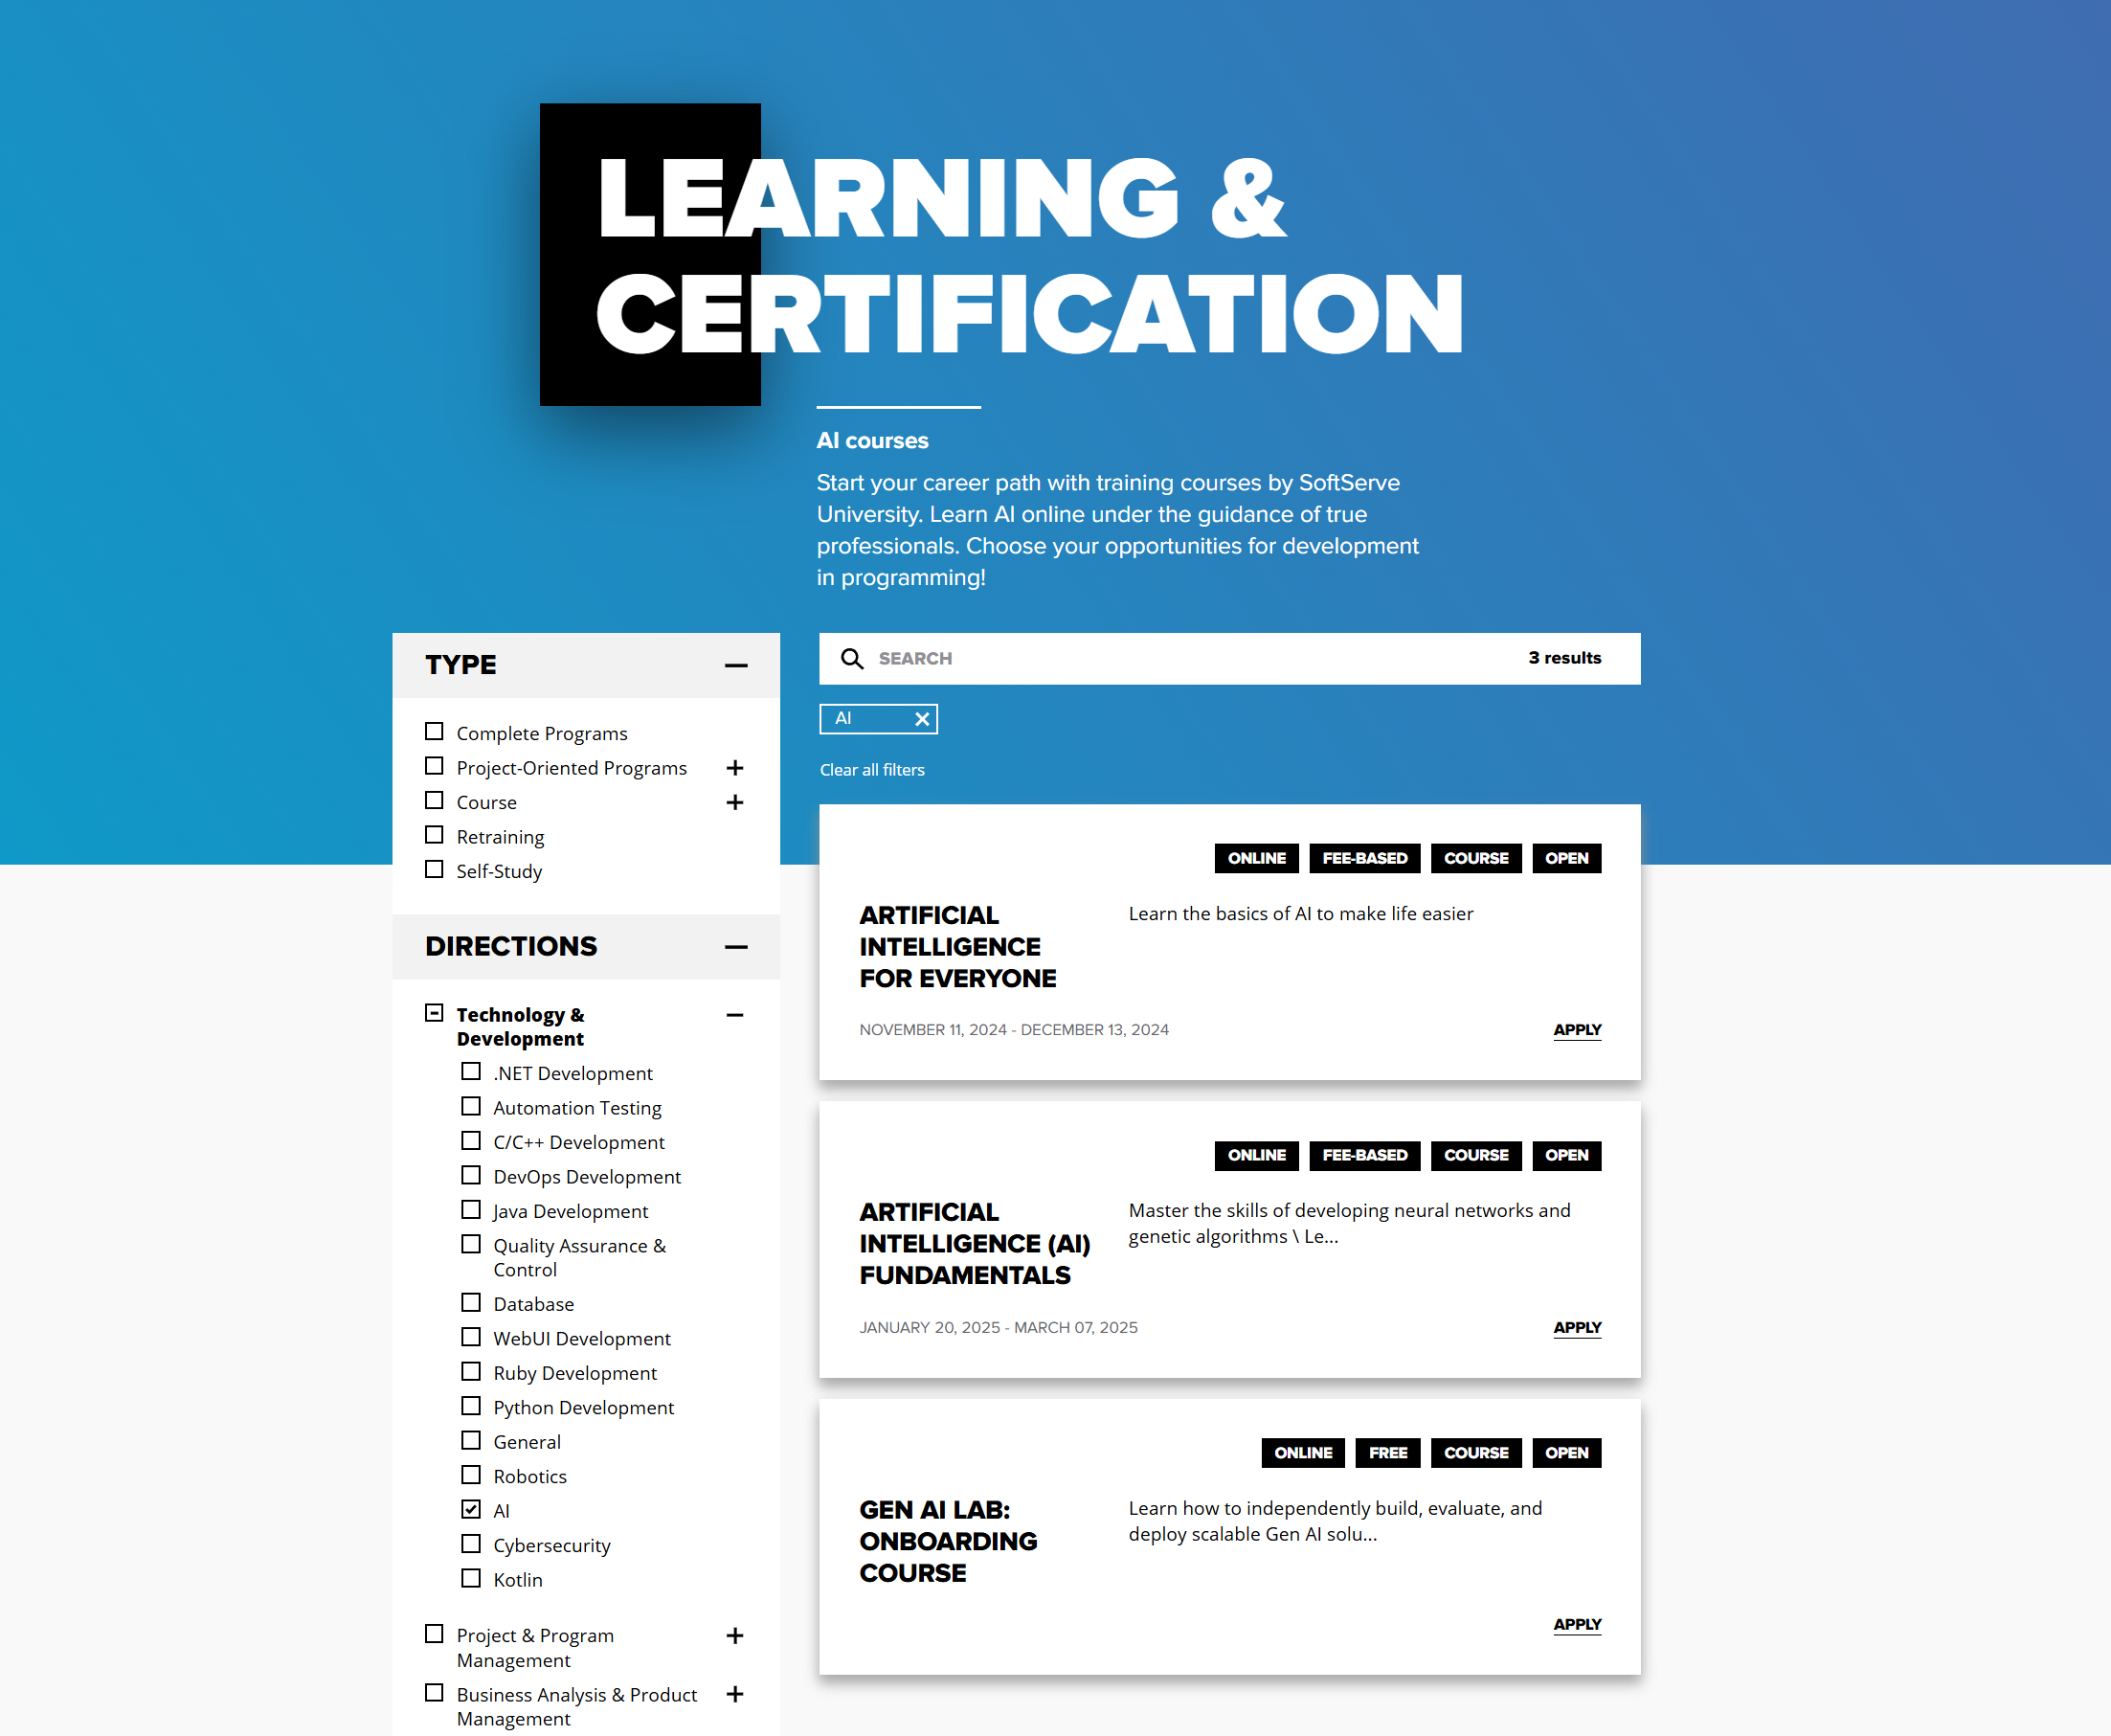 LEARNING &
CERTIFICATION
AI courses
Start your career path with training courses by SoftServe
University. Learn AI online under the guidance of true
professionals. Choose your opportunities for development
in programming!
TYPE
Complete Programs
Project-Oriented Programs
Course
Retraining
Self-Study
DIRECTIONS
Technology &
Development
.NET Development
Automation Testing
C/C++ Development
DevOps Development
Java Development
Quality Assurance &
Control
Database
WebUI Development
Ruby Development
Python Development
General
Robotics
AI
Cybersecurity
Kotlin
Project & Program
Management
Business Analysis & Product
Management
SEARCH
3 results
AI
Clear all filters
ONLINE FEE-BASED COURSE OPEN
ARTIFICIAL
INTELLIGENCE
FOR EVERYONE
Learn the basics of AI to make life easier
NOVEMBER 11, 2024 - DECEMBER 13, 2024
APPLY
ONLINE FEE-BASED COURSE OPEN
ARTIFICIAL
INTELLIGENCE (AI)
FUNDAMENTALS
Master the skills of developing neural networks and
genetic algorithms \ Le...
JANUARY 20, 2025 - MARCH 07, 2025
APPLY
ONLINE FREE COURSE OPEN
GEN AI LAB:
ONBOARDING
COURSE
Learn how to independently build, evaluate, and
deploy scalable Gen AI solu...
APPLY